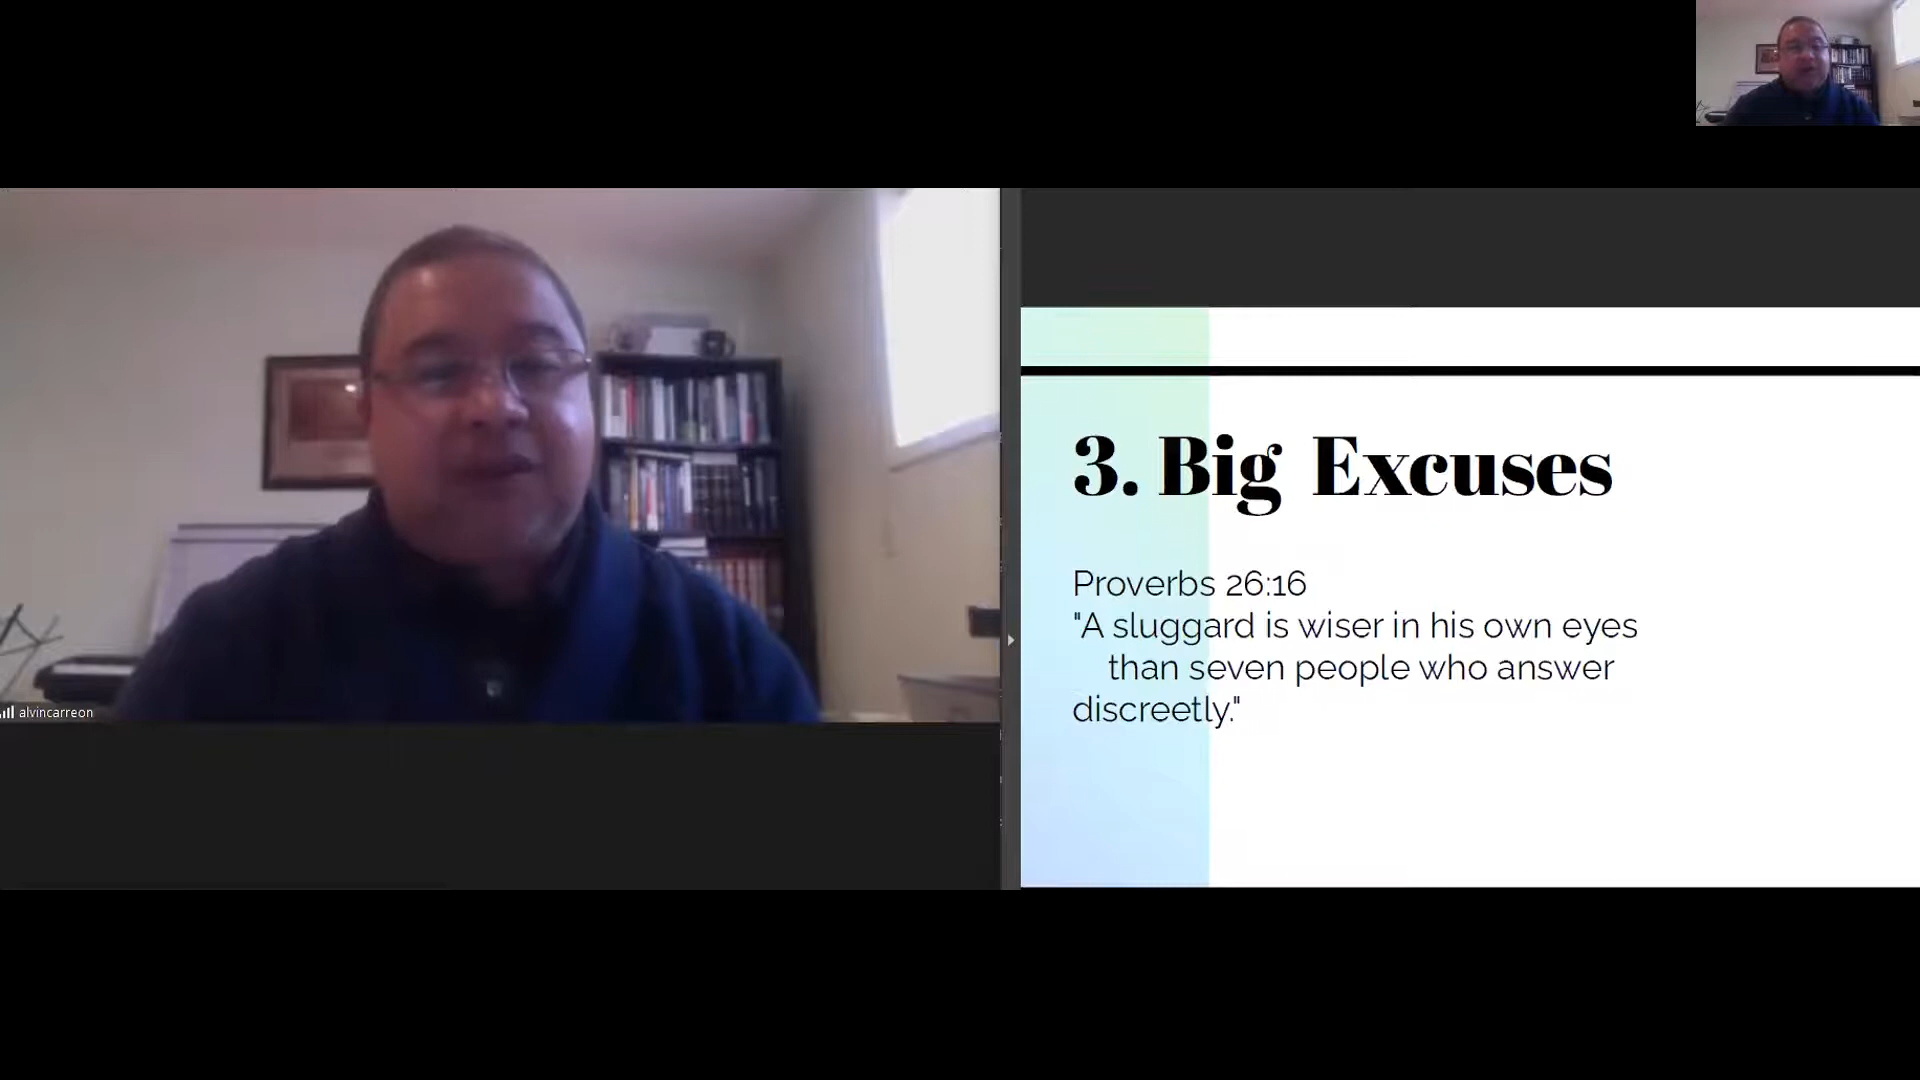 3. Big Excuses
Proverbs 26:16
"A sluggard is wiser in his own eyes
than seven people who answer
discreetly."
alvincarreon